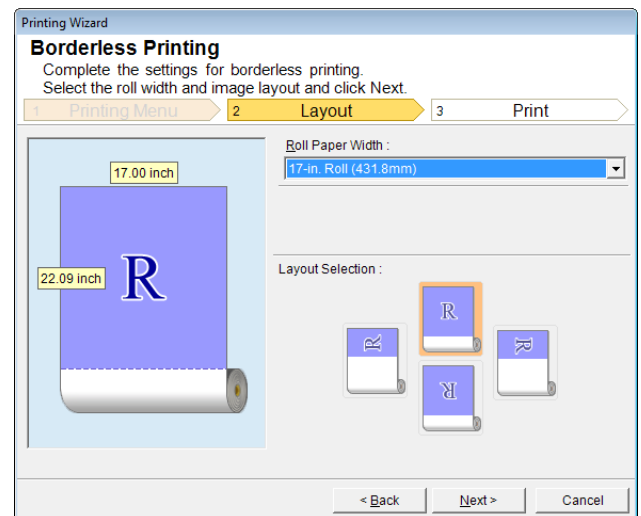 Printing Wizard
Borderless Printing
Complete the settings for borderless printing.
Select the roll width and image layout and click Next.
1 Printing Menu 2 Layout 3 Print
Roll Paper Width :
17-in. Roll (431.8mm)
17.00 inch
22.09 inch
R
Layout Selection :
R
R
R
R
< Back Next > Cancel